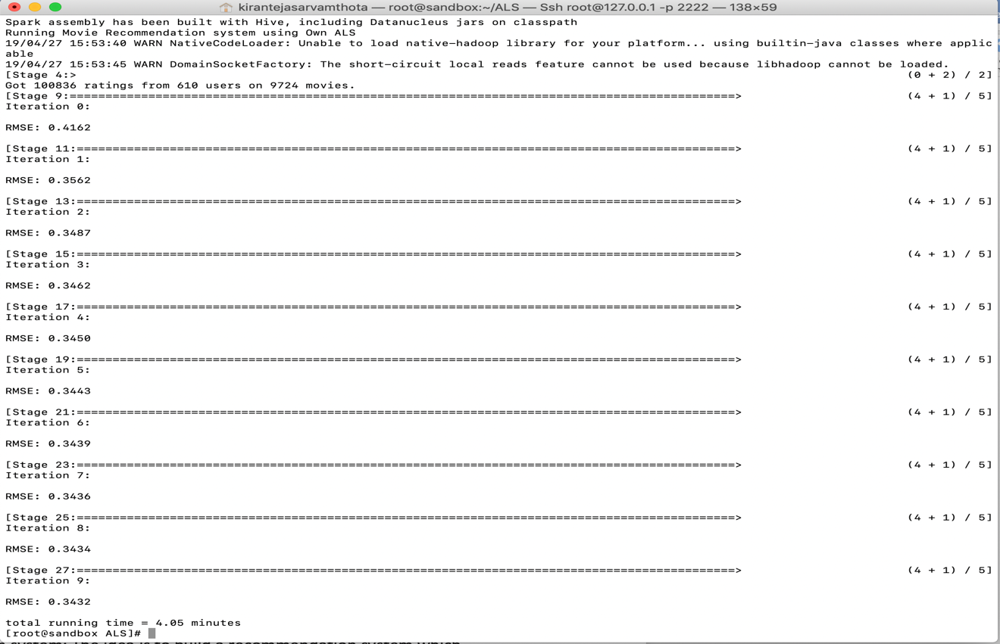 kirantejasarvamthota — root@sandbox:~/ALS — Ssh root@127.0.0.1 -p 2222 — 138×59
Spark assembly has been built with Hive, including Datanucleus jars on classpath
Running Movie Recommendation system using Own ALS
19/04/27 15:53:40 WARN NativeCodeLoader: Unable to load native-hadoop library for your platform... using builtin-java classes where applic
able
19/04/27 15:53:45 WARN DomainSocketFactory: The short-circuit local reads feature cannot be used because libhadoop cannot be loaded.
[Stage 4:> (0 + 2) / 2]
Got 100836 ratings from 610 users on 9724 movies.
[Stage 9:=============================================================================================> (4 + 1) / 5]
Iteration 0:
RMSE: 0.4162
[Stage 11:============================================================================================> (4 + 1) / 5]
Iteration 1:
RMSE: 0.3562
[Stage 13:============================================================================================> (4 + 1) / 5]
Iteration 2:
RMSE: 0.3487
[Stage 15:============================================================================================> (4 + 1) / 5]
Iteration 3:
RMSE: 0.3462
[Stage 17:============================================================================================> (4 + 1) / 5]
Iteration 4:
RMSE: 0.3450
[Stage 19:============================================================================================> (4 + 1) / 5]
Iteration 5:
RMSE: 0.3443
[Stage 21:============================================================================================> (4 + 1) / 5]
Iteration 6:
RMSE: 0.3439
[Stage 23:============================================================================================> (4 + 1) / 5]
Iteration 7:
RMSE: 0.3436
[Stage 25:============================================================================================> (4 + 1) / 5]
Iteration 8:
RMSE: 0.3434
[Stage 27:============================================================================================> (4 + 1) / 5]
Iteration 9:
RMSE: 0.3432
total running time = 4.05 minutes
[root@sandbox ALS]#